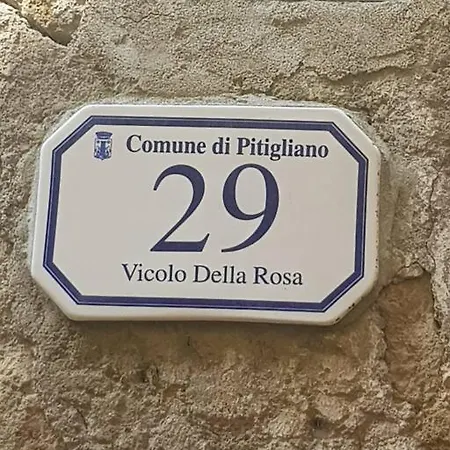 Comune di Pitigliano
29
Vicolo Della Rosa